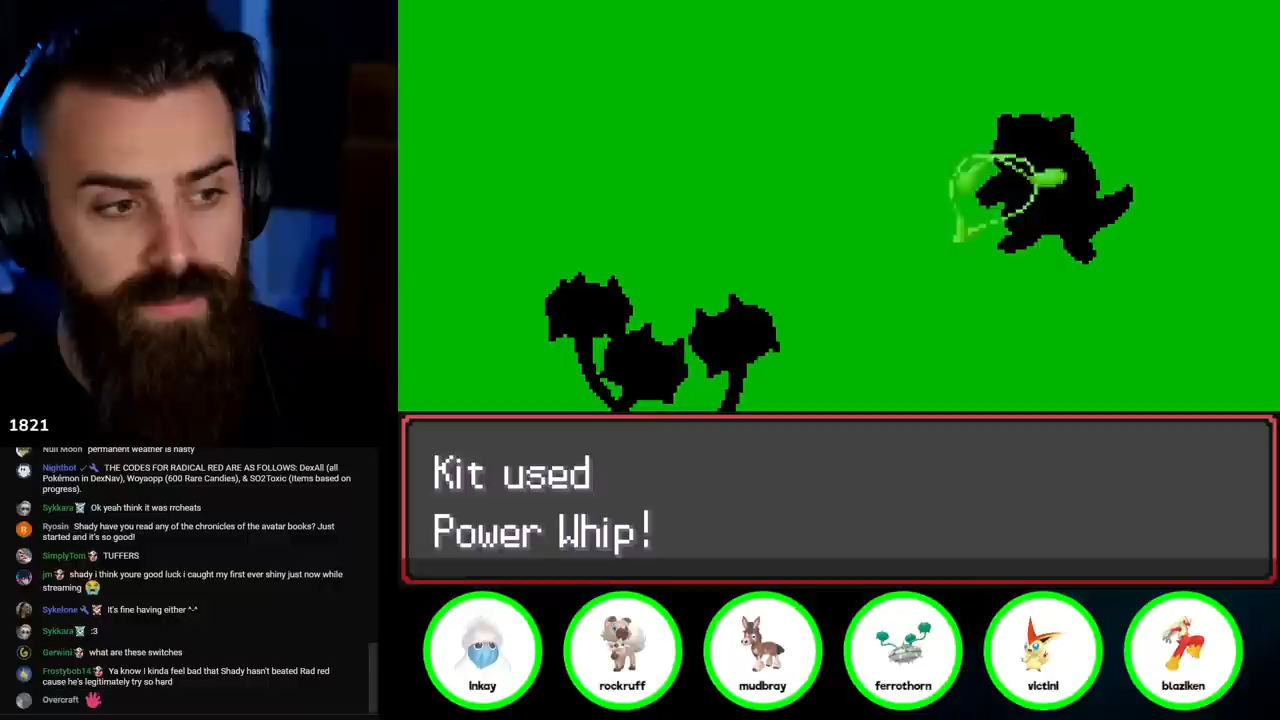 1821
Null Moon permanent weather is nasty
Nightbot THE CODES FOR RADICAL RED ARE AS FOLLOWS: DexAll (all
Pokémon in DexNav), Woyaopp (600 Rare Candies), & SO2Toxic (Items based on
progress).
Sykkara Ok yeah think it was rrcheats
Ryosin Shady have you read any of the chronicles of the avatar books? Just
started and it's so good!
SimplyTom TUFFERS
jm shady i think youre good luck i caught my first ever shiny just now while
streaming
Sykelone It's fine having either ^-^
Sykkara :3
Gerwini what are these switches
Frostybob14 Ya know I kinda feel bad that Shady hasn't beated Rad red
cause he's legitimately try so hard
Overcraft
Kit used
Power Whip!
inkay
rockruff
mudbray
ferrothorn
victini
blaziken